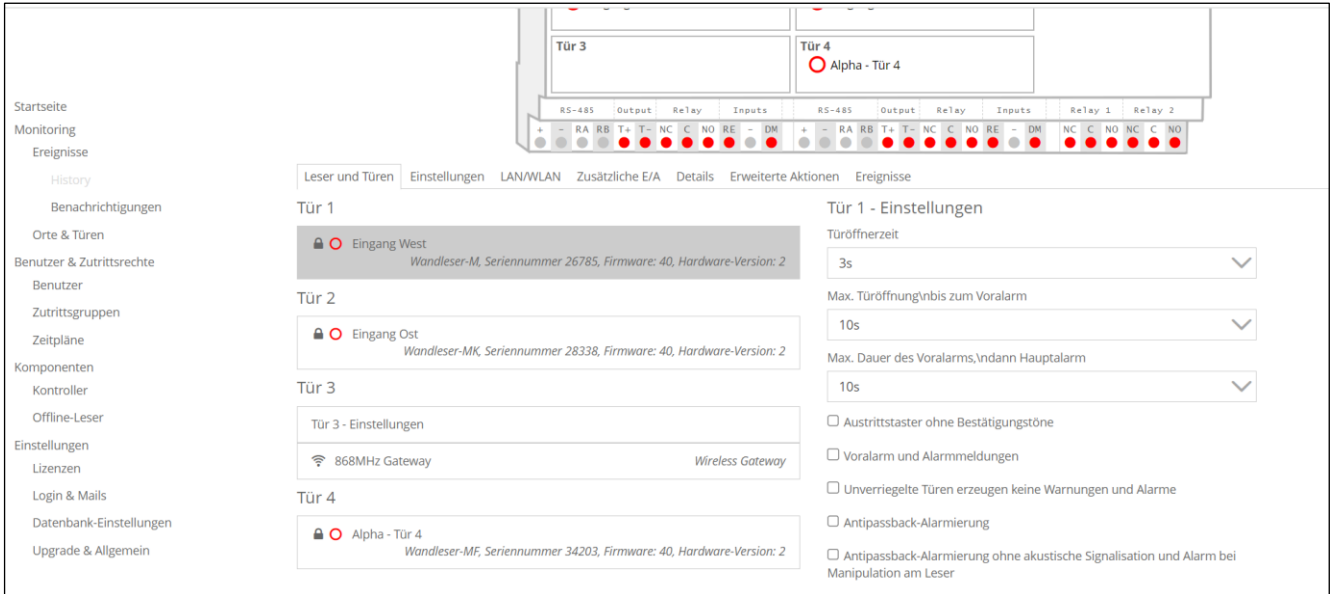 Tür 3
Tür 4
Alpha - Tür 4
RS-485 Output Relay Inputs RS-485 Output Relay Inputs Relay 1 Relay 2
+ - RA RB T+ T- NC C NO RE - DM + - RA RB T+ T- NC C NO RE - DM NC C NO NC C NO
Startseite
Monitoring
Ereignisse
History
Benachrichtigungen
Orte & Türen
Benutzer & Zutrittsrechte
Benutzer
Zutrittsgruppen
Zeitpläne
Komponenten
Kontroller
Offline-Leser
Einstellungen
Lizenzen
Login & Mails
Datenbank-Einstellungen
Upgrade & Allgemein
Leser und Türen Einstellungen LAN/WLAN Zusätzliche E/A Details Erweiterte Aktionen Ereignisse
Tür 1
Eingang West
Wandleser-M, Seriennummer 26785, Firmware: 40, Hardware-Version: 2
Tür 2
Eingang Ost
Wandleser-MK, Seriennummer 28338, Firmware: 40, Hardware-Version: 2
Tür 3
Tür 3 - Einstellungen
868MHz Gateway Wireless Gateway
Tür 4
Alpha - Tür 4
Wandleser-MF, Seriennummer 34203, Firmware: 40, Hardware-Version: 2
Tür 1 - Einstellungen
Türöffnerzeit
3s
Max. Türöffnung\nbis zum Voralarm
10s
Max. Dauer des Voralarms,\ndann Hauptalarm
10s
Austrittstaster ohne Bestätigungstöne
Voralarm und Alarmmeldungen
Unverriegelte Türen erzeugen keine Warnungen und Alarme
Antipassback-Alarmierung
Antipassback-Alarmierung ohne akustische Signalisation und Alarm bei
Manipulation am Leser